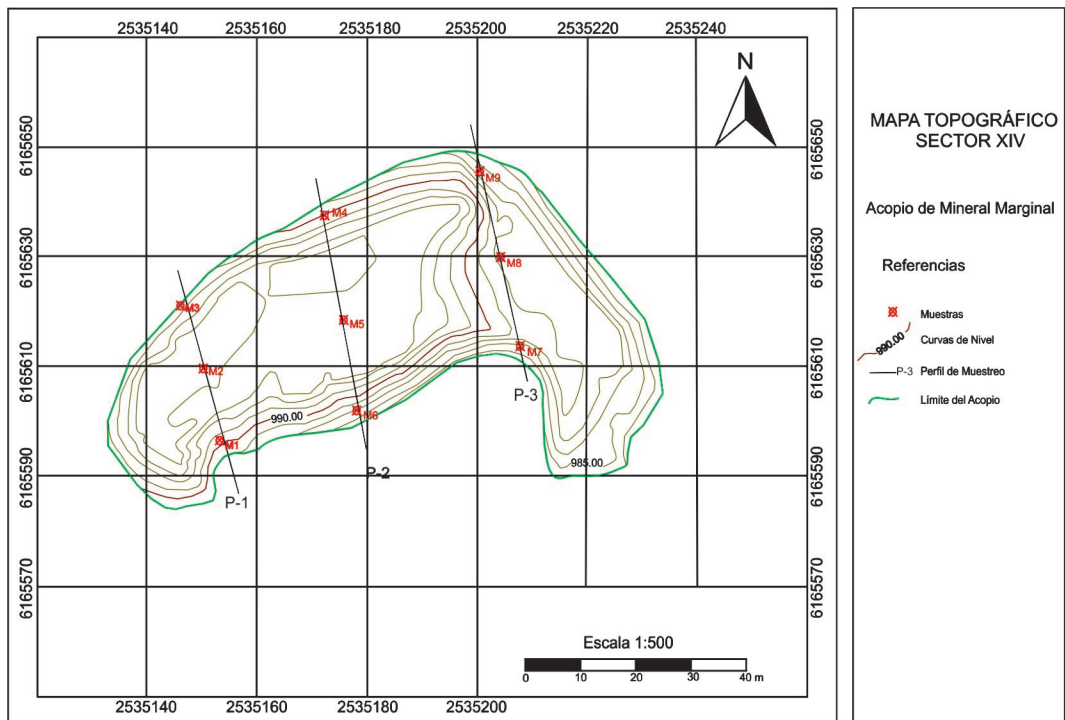 2535140 2535160 2535180 2535200 2535220 2535240
6165650 6165650
6165630 6165630
6165610 6165610
6165590 6165590
6165570 6165570
N
M9
M4
M8
M3
M5
M7
M2
P-3
M6
990.00
M1
985.00
P-2
P-1
Escala 1:500
0 10 20 30 40 m
2535140 2535160 2535180 2535200
MAPA TOPOGRÁFICO
SECTOR XIV
Acopio de Mineral Marginal
Referencias
Muestras
990.00 Curvas de Nivel
P-3 Perfil de Muestreo
Límite del Acopio